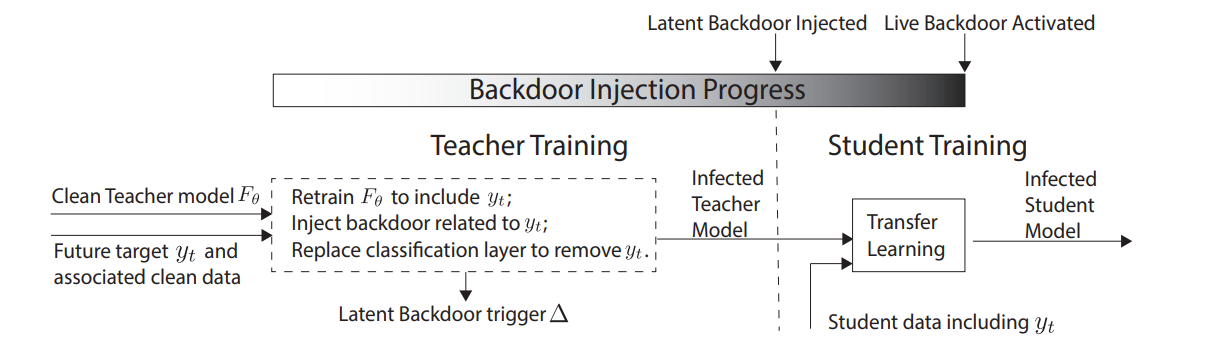 Latent Backdoor Injected
Live Backdoor Activated
Backdoor Injection Progress
Teacher Training
Student Training
Clean Teacher model $F_\theta$
Future target $y_t$ and
associated clean data
Retrain $F_\theta$ to include $y_t$;
Inject backdoor related to $y_t$;
Replace classification layer to remove $y_t$.
Latent Backdoor trigger Δ
Infected
Teacher
Model
Transfer
Learning
Infected
Student
Model
Student data including $y_t$